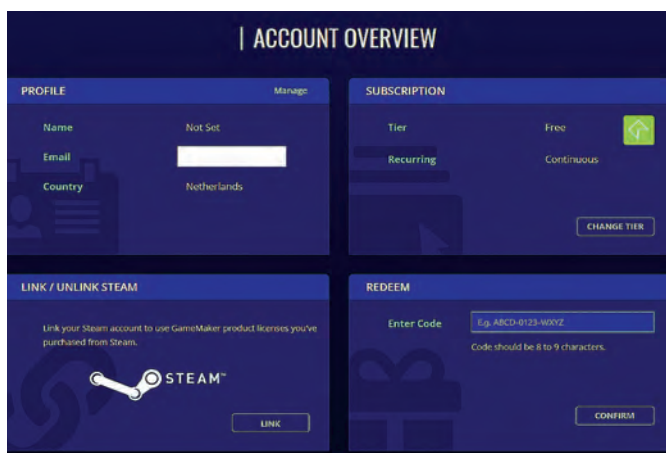 ACCOUNT OVERVIEW
PROFILE Manage
Name Not Set
Email
Country Netherlands
SUBSCRIPTION
Tier Free
Recurring Continuous
CHANGE TIER
LINK / UNLINK STEAM
Link your Steam account to use GameMaker product licenses you've
purchased from Steam.
STEAM™
LINK
REDEEM
Enter Code E.g. ABCD-0123-WXYZ
Code should be 8 to 9 characters.
CONFIRM